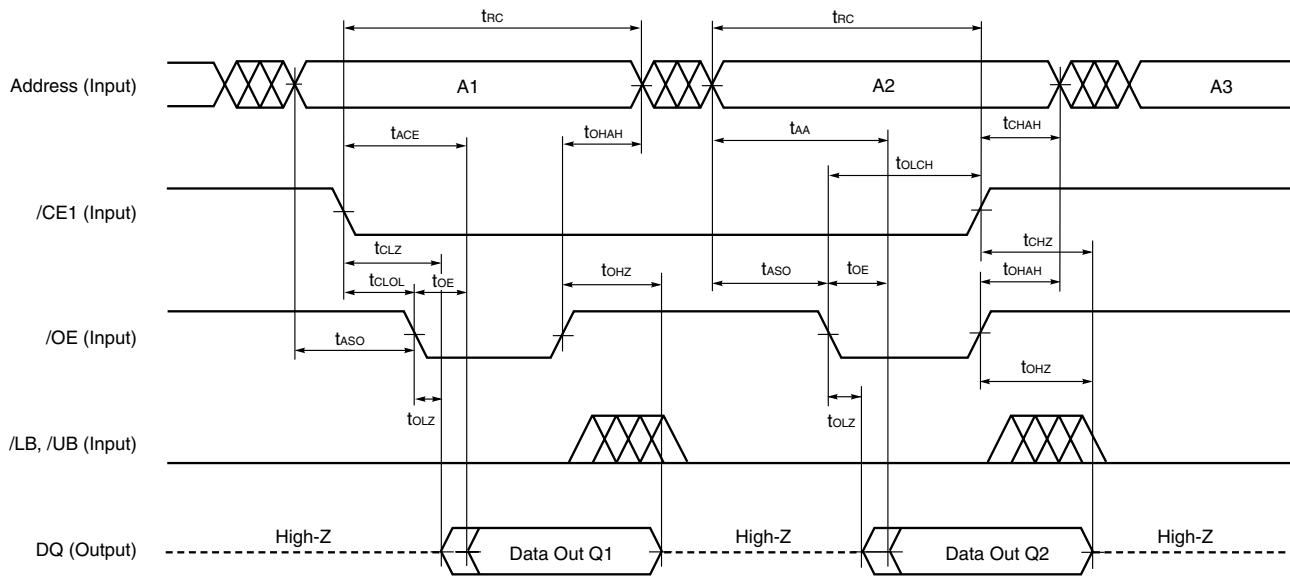 tRC tRC
Address (Input) A1 A2 A3
tACE tOHAH tAA tCHAH
tOLCH
/CE1 (Input)
tCLZ tCHZ
tCLOL tOE tOHZ tASO tOE tOHAH
/OE (Input)
tASO tOHZ
tOLZ tOLZ
/LB, /UB (Input)
High-Z High-Z High-Z
DQ (Output) Data Out Q1 Data Out Q2